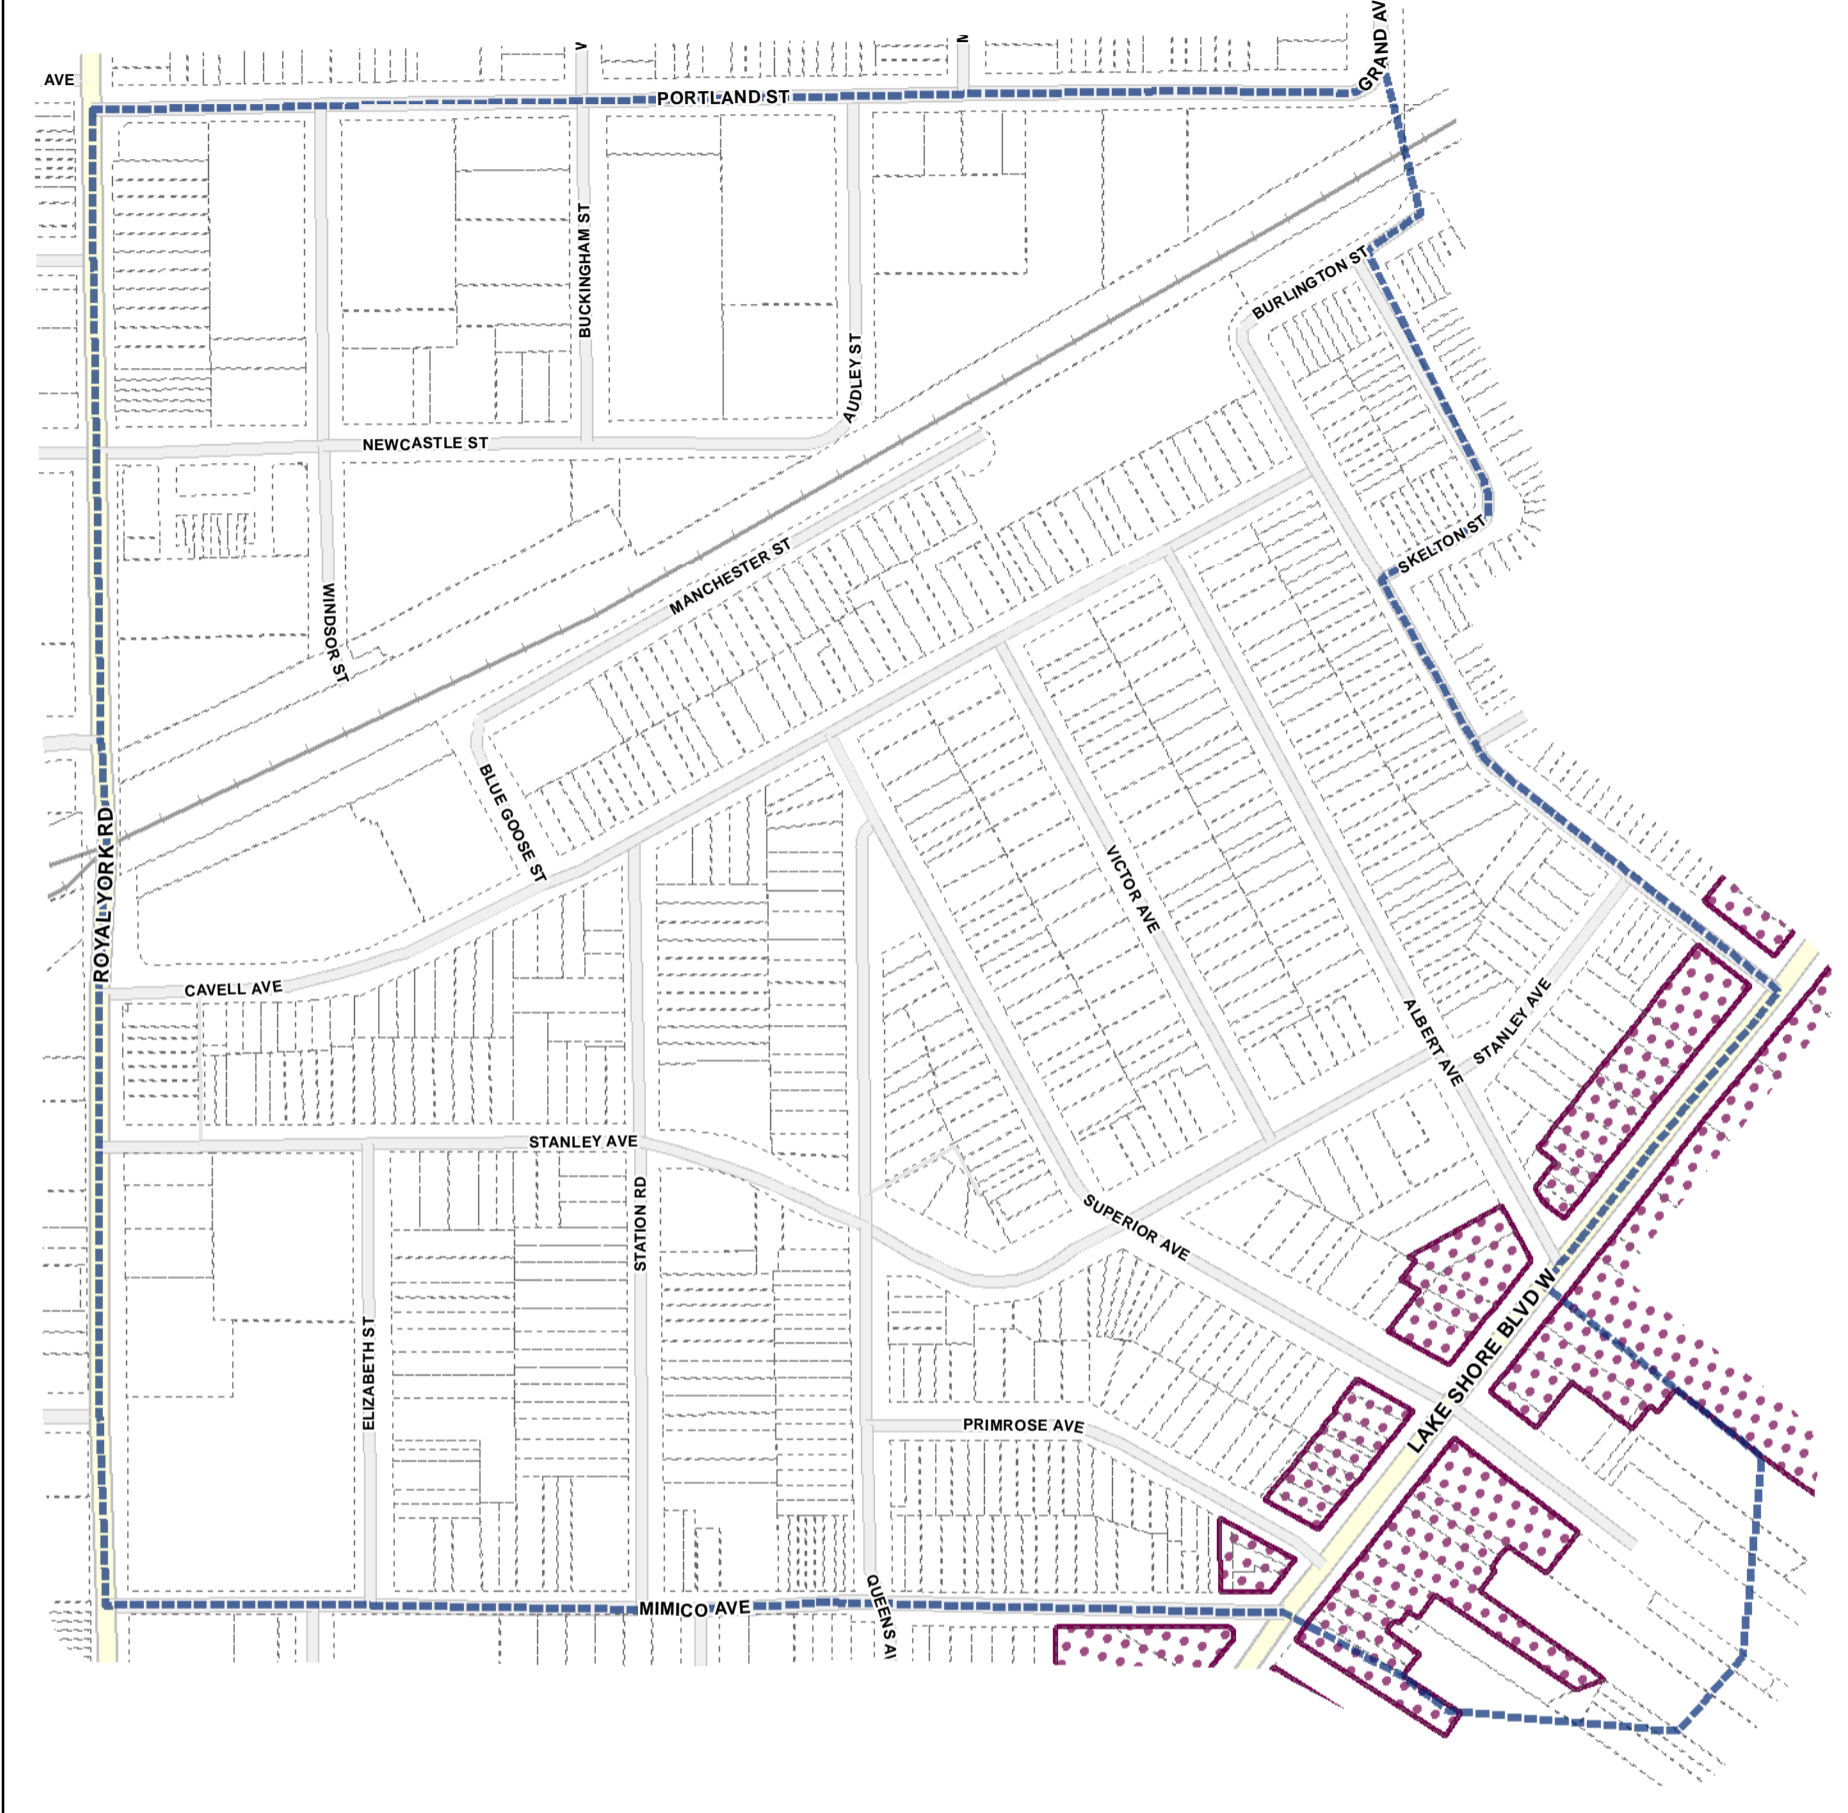 GRAND AV
AVE
PORTLAND ST
BUCKINGHAM ST
BURLINGTON ST
AUDLEY ST
NEWCASTLE ST
SKELTON ST
MANCHESTER ST
WINDSOR ST
BLUE GOOSE ST
ROYAL YORK RD
VICTOR AVE
CAVELL AVE
ALBERT AVE
STANLEY AVE
STANLEY AVE
STATION RD
SUPERIOR AVE
LAKE SHORE BLVD W
ELIZABETH ST
PRIMROSE AVE
MIMICO AVE
QUEENS AV